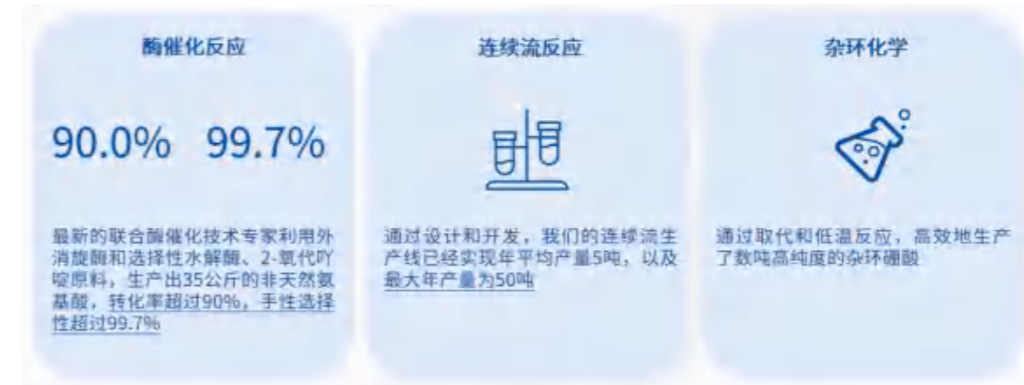 酶催化反应
90.0% 99.7%
最新的联合酶催化技术专家利用外
消旋酶和选择性水解酶、2-氧代吖
啶原料，生产出35公斤的非天然氨
基酸，转化率超过90%，手性选择
性超过99.7%
连续流反应
通过设计和开发，我们的连续流生
产线已经实现年平均产量5吨，以及
最大年产量为50吨
杂环化学
通过取代和低温反应，高效地生产
了数吨高纯度的杂环硼酸